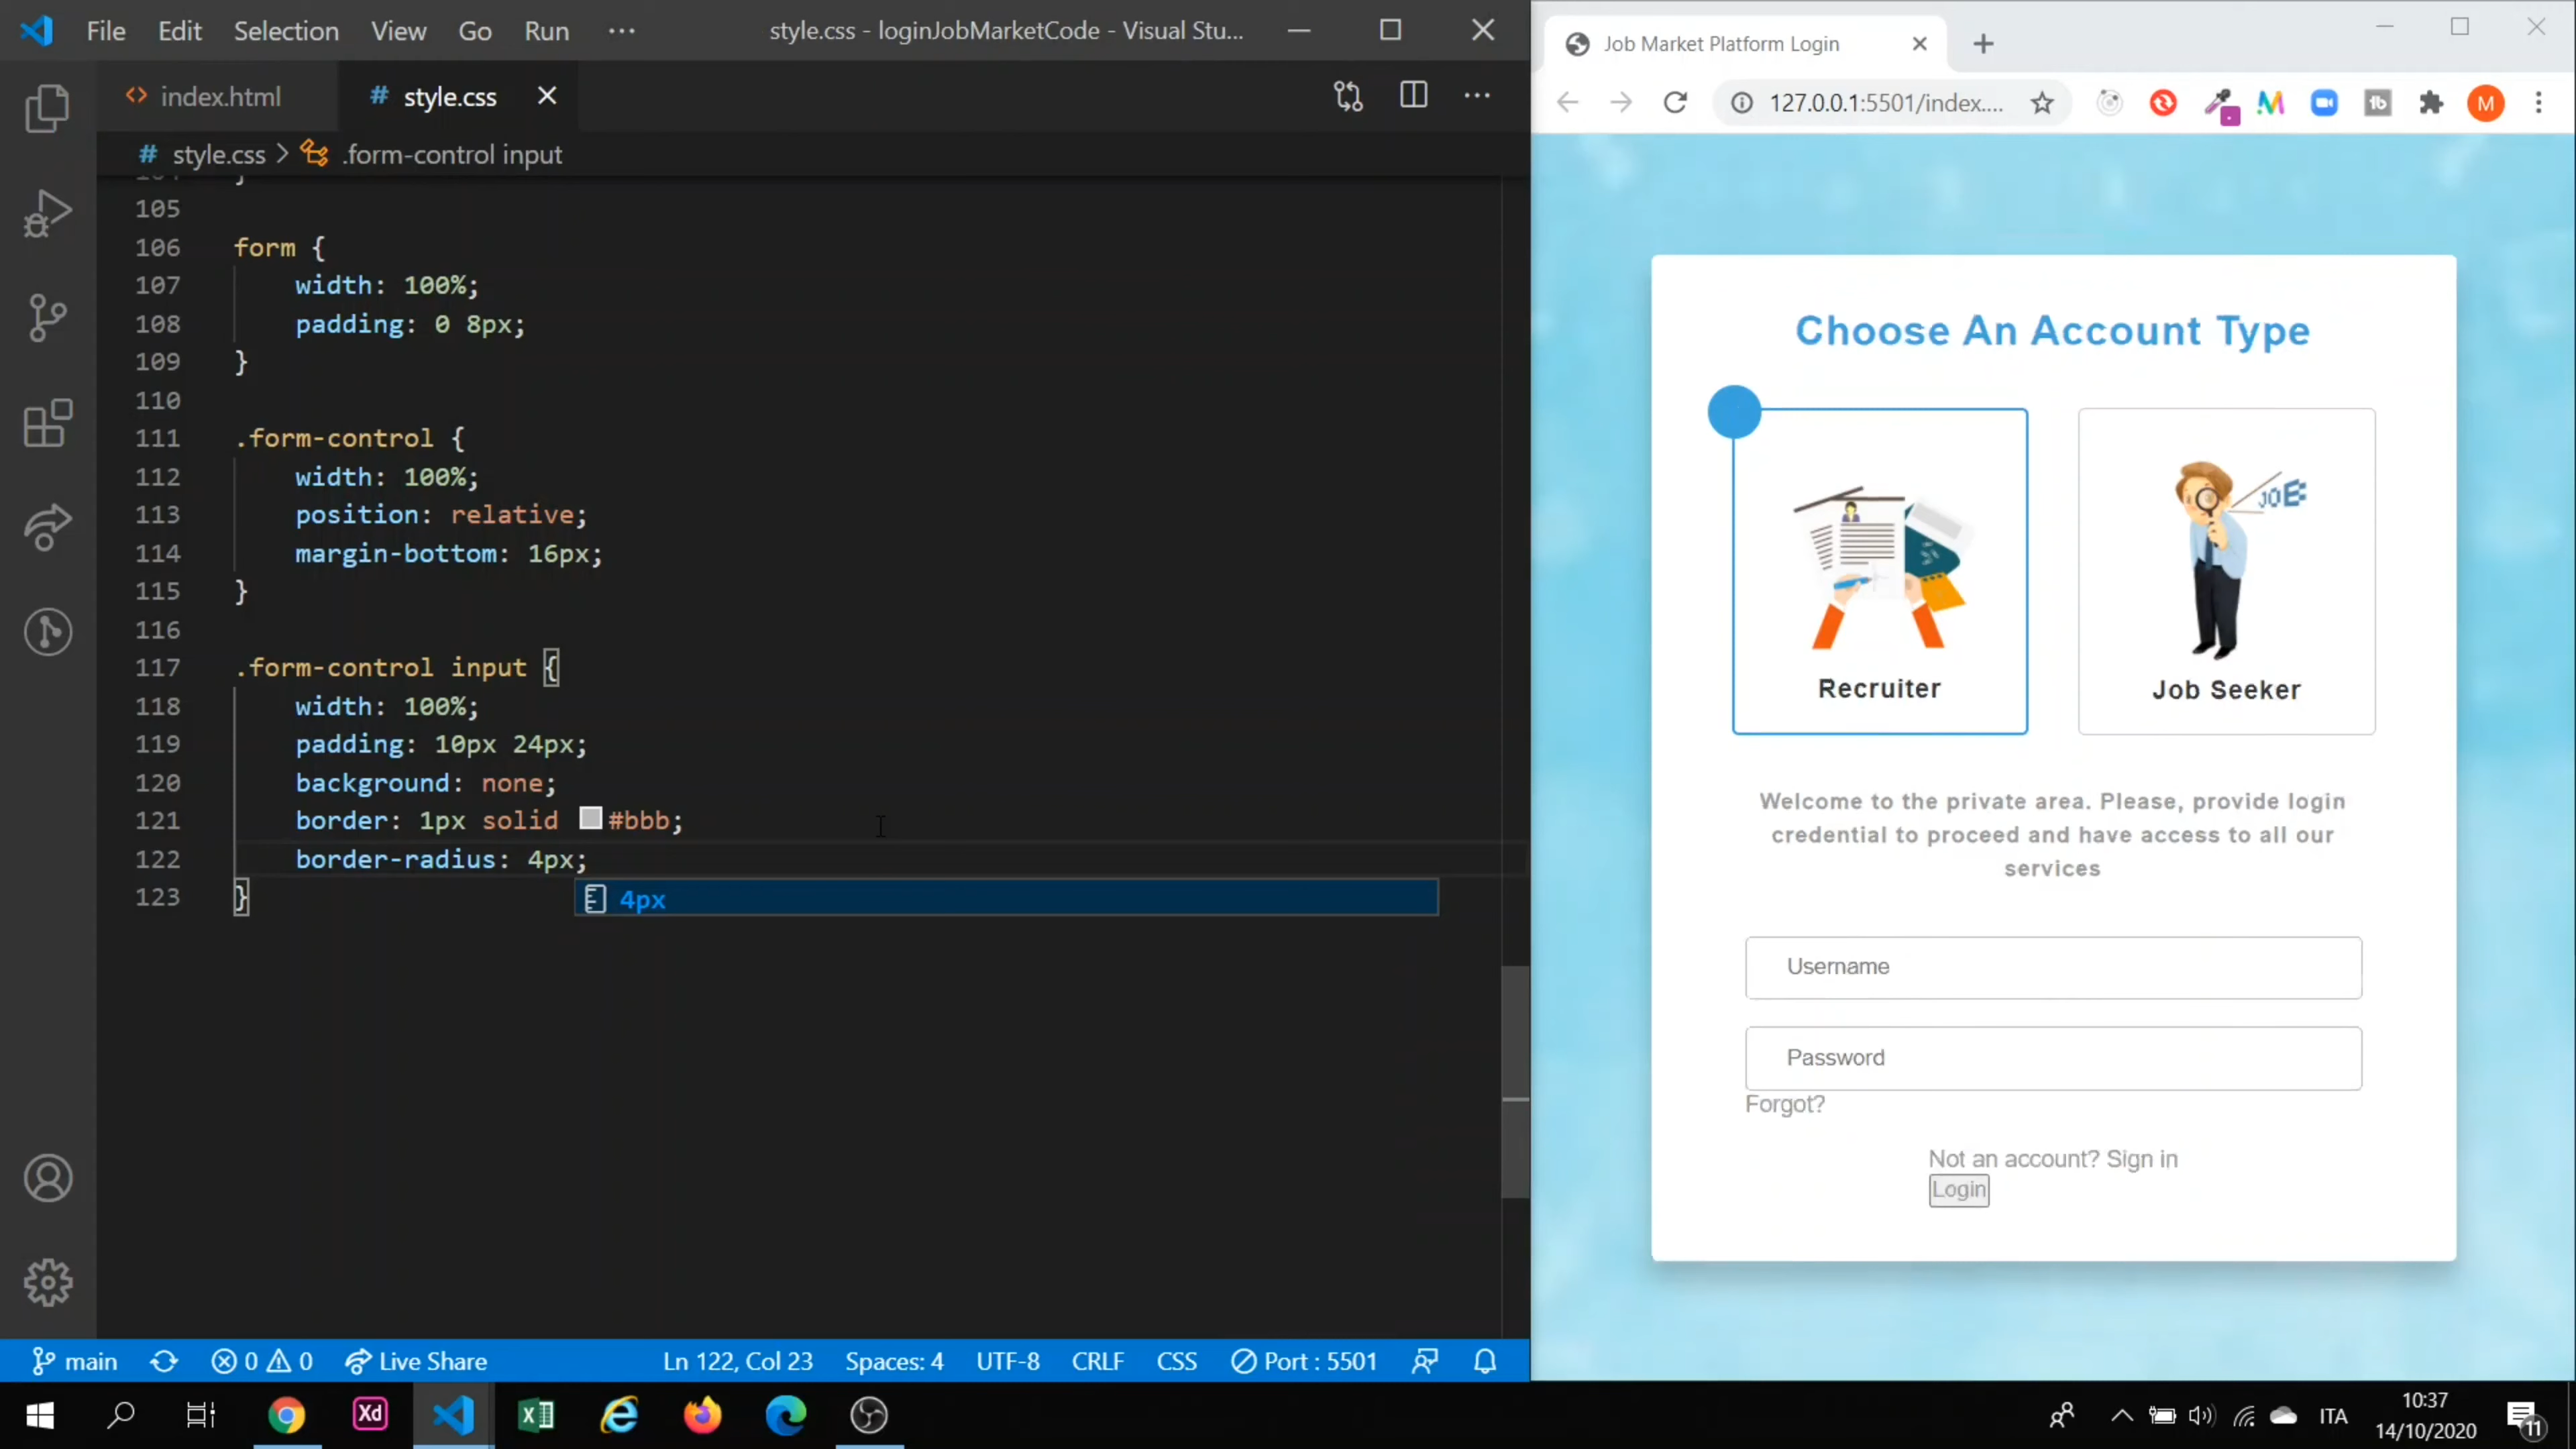 File Edit Selection View Go Run ···
style.css - loginJobMarketCode - Visual Stu...
index.html
# style.css
# style.css > .form-control input
105
106 form {
107 width: 100%;
108 padding: 0 8px;
109 }
110
111 .form-control {
112 width: 100%;
113 position: relative;
114 margin-bottom: 16px;
115 }
116
117 .form-control input {
118 width: 100%;
119 padding: 10px 24px;
120 background: none;
121 border: 1px solid #bbb;
122 border-radius: 4px;
123 }
4px
main
0 0
Live Share
Ln 122, Col 23
Spaces: 4
UTF-8
CRLF
CSS
Port : 5501
Job Market Platform Login
127.0.0.1:5501/index....
M
Choose An Account Type
JOB
Recruiter
Job Seeker
Welcome to the private area. Please, provide login
credential to proceed and have access to all our
services
Username
Password
Forgot?
Not an account? Sign in
Login
Xd
ITA
10:37
14/10/2020
11